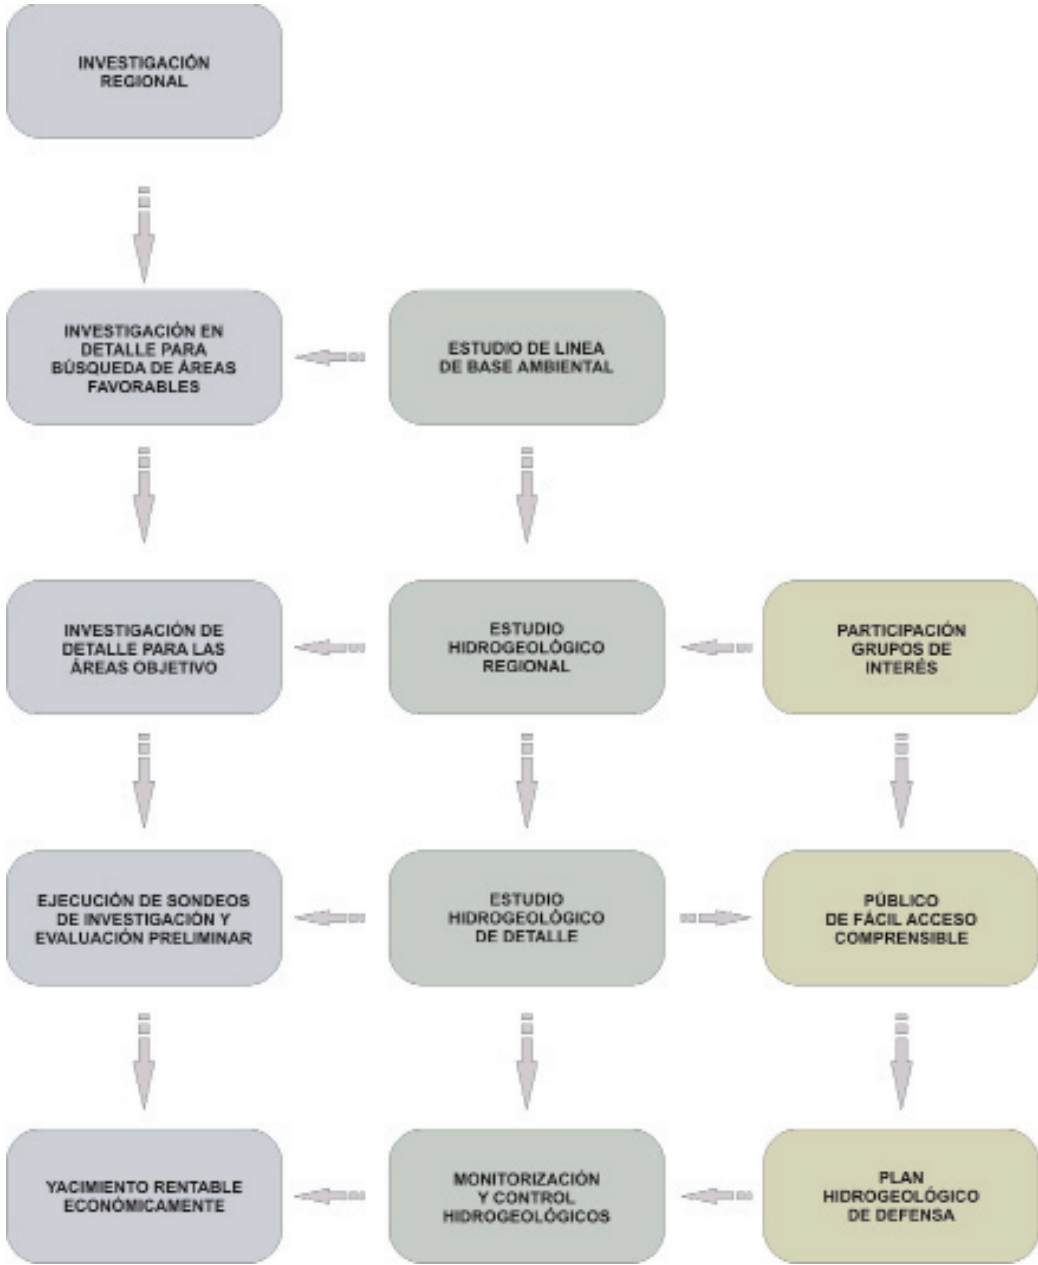 INVESTIGACIÓN
REGIONAL
INVESTIGACIÓN EN
DETALLE PARA
BÚSQUEDA DE ÁREAS
FAVORABLES
ESTUDIO DE LINEA
DE BASE AMBIENTAL
INVESTIGACIÓN DE
DETALLE PARA LAS
ÁREAS OBJETIVO
ESTUDIO
HIDROGEOLÓGICO
REGIONAL
PARTICIPACIÓN
GRUPOS DE
INTERÉS
EJECUCIÓN DE SONDEOS
DE INVESTIGACIÓN Y
EVALUACIÓN PRELIMINAR
ESTUDIO
HIDROGEOLÓGICO
DE DETALLE
PÚBLICO
DE FÁCIL ACCESO
COMPRENSIBLE
YACIMIENTO RENTABLE
ECONÓMICAMENTE
MONITORIZACIÓN
Y CONTROL
HIDROGEOLÓGICOS
PLAN
HIDROGEOLÓGICO
DE DEFENSA